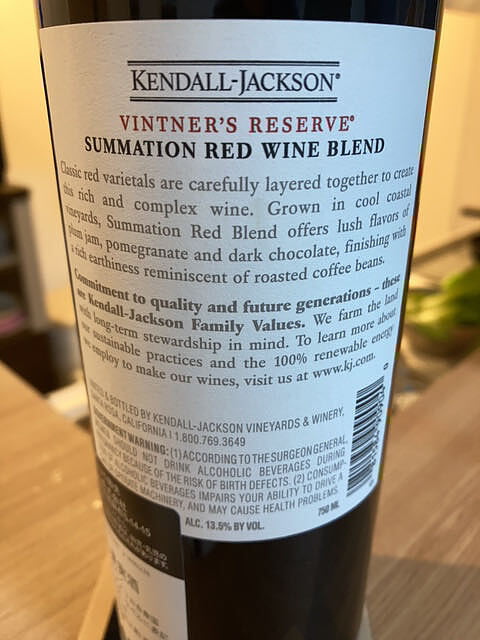 KENDALL-JACKSON®
VINTNER'S RESERVE®
SUMMATION RED WINE BLEND
Classic red varietals are carefully layered together to create
this rich and complex wine. Grown in cool coastal
vineyards, Summation Red Blend offers lush flavors of
plum jam, pomegranate and dark chocolate, finishing with
a rich earthiness reminiscent of roasted coffee beans.
Commitment to quality and future generations – these
are Kendall-Jackson Family Values. We farm the land
with long-term stewardship in mind. To learn more about
our sustainable practices and the 100% renewable energy
we employ to make our wines, visit us at www.kj.com.
& BOTTLED BY KENDALL-JACKSON VINEYARDS & WINERY,
ROSA, CALIFORNIA | 1.800.769.3649
GOVERNMENT WARNING: (1) ACCORDING TO THE SURGEON GENERAL,
SHOULD NOT DRINK ALCOHOLIC BEVERAGES DURING
BECAUSE OF THE RISK OF BIRTH DEFECTS. (2) CONSUMP-
OF ALCOHOLIC BEVERAGES IMPAIRS YOUR ABILITY TO DRIVE A
MACHINERY, AND MAY CAUSE HEALTH PROBLEMS.
750 ML
ALC. 13.5% BY VOL.